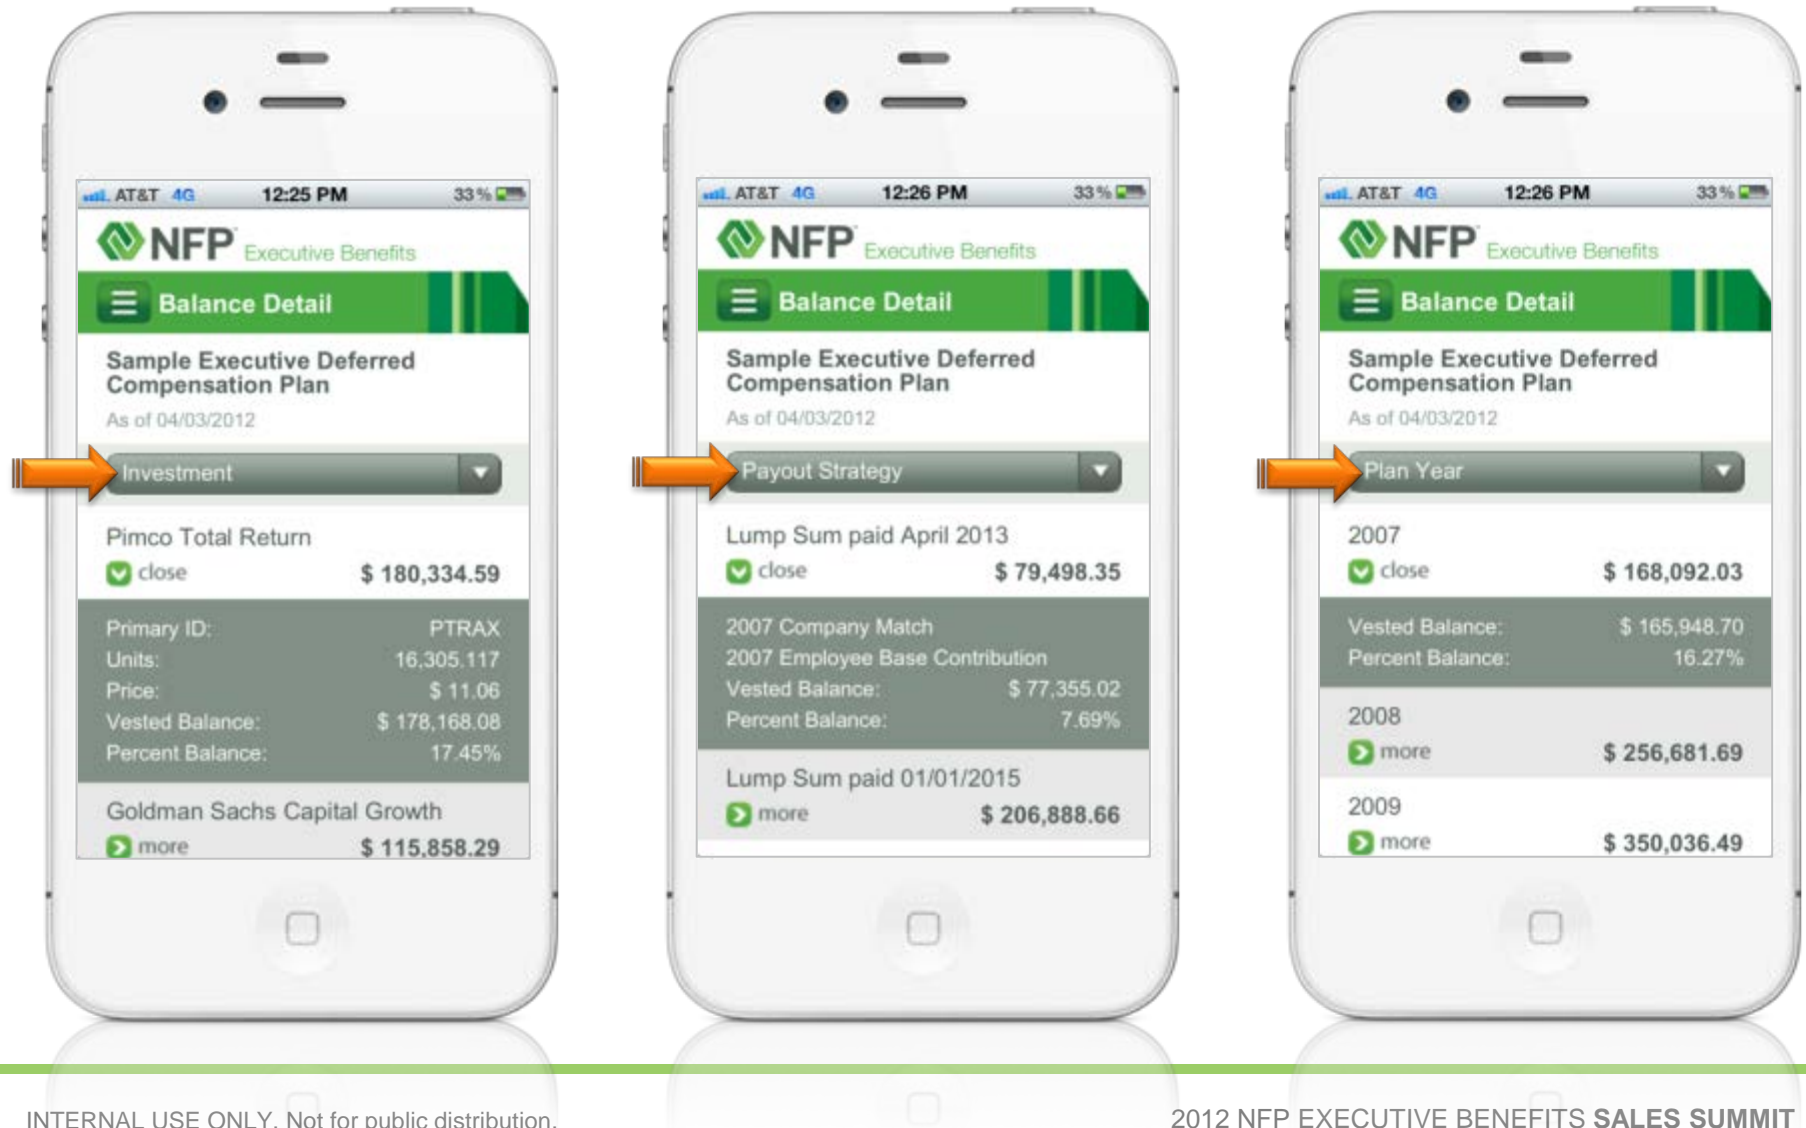 AT&T 4G 12:25 PM 33%
NFP Executive Benefits
Balance Detail
Sample Executive Deferred
Compensation Plan
As of 04/03/2012
Investment
Pimco Total Return
close $ 180,334.59
Primary ID: PTRAX
Units: 16,305.117
Price: $ 11.06
Vested Balance: $ 178,168.08
Percent Balance: 17.45%
Goldman Sachs Capital Growth
more $ 115,858.29
AT&T 4G 12:26 PM 33%
NFP Executive Benefits
Balance Detail
Sample Executive Deferred
Compensation Plan
As of 04/03/2012
Payout Strategy
Lump Sum paid April 2013
close $ 79,498.35
2007 Company Match
2007 Employee Base Contribution
Vested Balance: $ 77,355.02
Percent Balance: 7.69%
Lump Sum paid 01/01/2015
more $ 206,888.66
AT&T 4G 12:26 PM 33%
NFP Executive Benefits
Balance Detail
Sample Executive Deferred
Compensation Plan
As of 04/03/2012
Plan Year
2007
close $ 168,092.03
Vested Balance: $ 165,948.70
Percent Balance: 16.27%
2008
more $ 256,681.69
2009
more $ 350,036.49
INTERNAL USE ONLY. Not for public distribution.
2012 NFP EXECUTIVE BENEFITS SALES SUMMIT